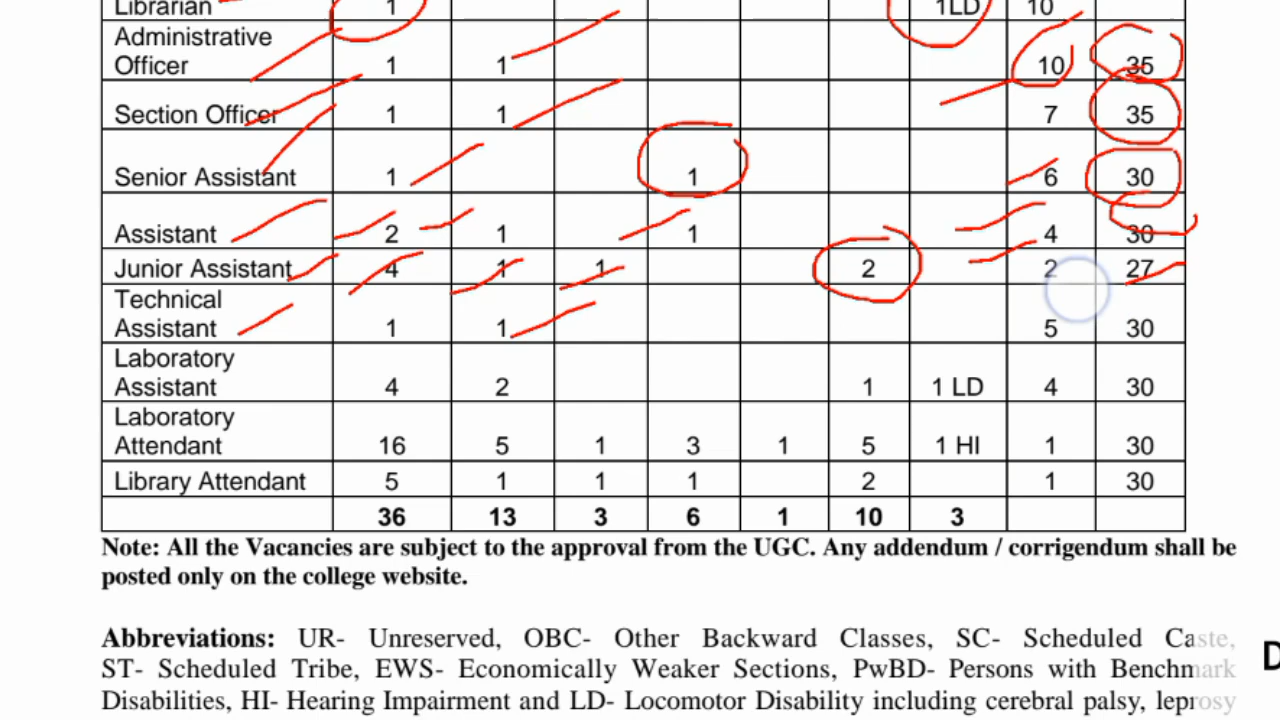 Librarian 1 1LD 10
Administrative
Officer 1 1 10 35
Section Officer 1 1 7 35
Senior Assistant 1 1 6 30
Assistant 2 1 1 4 30
Junior Assistant 4 1 1 2 2 27
Technical
Assistant 1 1 5 30
Laboratory
Assistant 4 2 1 1 LD 4 30
Laboratory
Attendant 16 5 1 3 1 5 1 HI 1 30
Library Attendant 5 1 1 1 2 1 30
36 13 3 6 1 10 3
Note: All the Vacancies are subject to the approval from the UGC. Any addendum / corrigendum shall be
posted only on the college website.
Abbreviations: UR- Unreserved, OBC- Other Backward Classes, SC- Scheduled Caste,
ST- Scheduled Tribe, EWS- Economically Weaker Sections, PwBD- Persons with Benchmark
Disabilities, HI- Hearing Impairment and LD- Locomotor Disability including cerebral palsy, leprosy